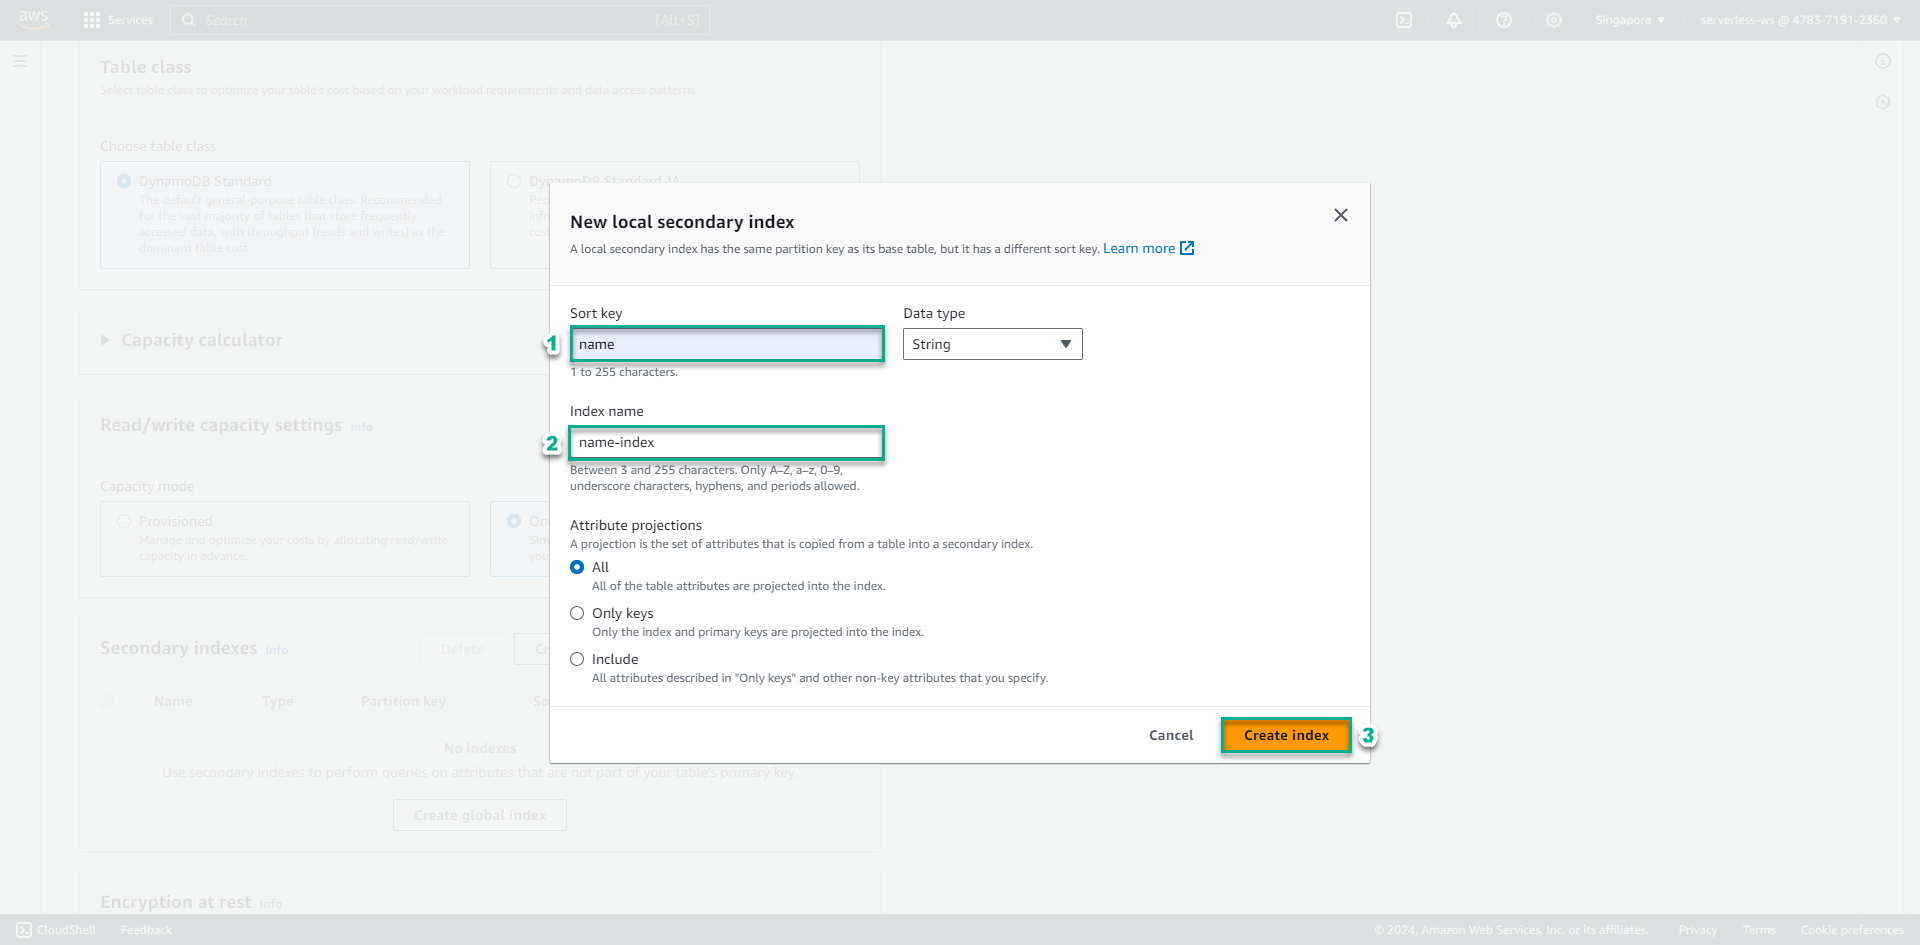 aws
Services
Search
[Alt+S]
Singapore ▼
serverless-ws @ 4783-7191-2360 ▼
Table class
Select table class to optimize your table's cost based on your workload requirements and data access patterns.
Choose table class
DynamoDB Standard
The default general-purpose table class. Recommended
for the vast majority of tables that store frequently
accessed data, with throughput (reads and writes) as the
dominant table cost.
DynamoDB Standard-IA
New local secondary index
A local secondary index has the same partition key as its base table, but it has a different sort key. Learn more
Sort key
Data type
1
name
String
1 to 255 characters.
Index name
2
name-index
Between 3 and 255 characters. Only A–Z, a–z, 0–9,
underscore characters, hyphens, and periods allowed.
Attribute projections
A projection is the set of attributes that is copied from a table into a secondary index.
All
All of the table attributes are projected into the index.
Only keys
Only the index and primary keys are projected into the index.
Include
All attributes described in "Only keys" and other non-key attributes that you specify.
Cancel
Create index
3
Capacity calculator
Read/write capacity settings Info
Capacity mode
Provisioned
Manage and optimize your costs by allocating read/write
capacity in advance.
Secondary indexes Info
Delete
Name
Type
Partition key
No indexes
Use secondary indexes to perform queries on attributes that are not part of your table's primary key.
Create global index
Encryption at rest Info
CloudShell
Feedback
© 2024, Amazon Web Services, Inc. or its affiliates.
Privacy
Terms
Cookie preferences